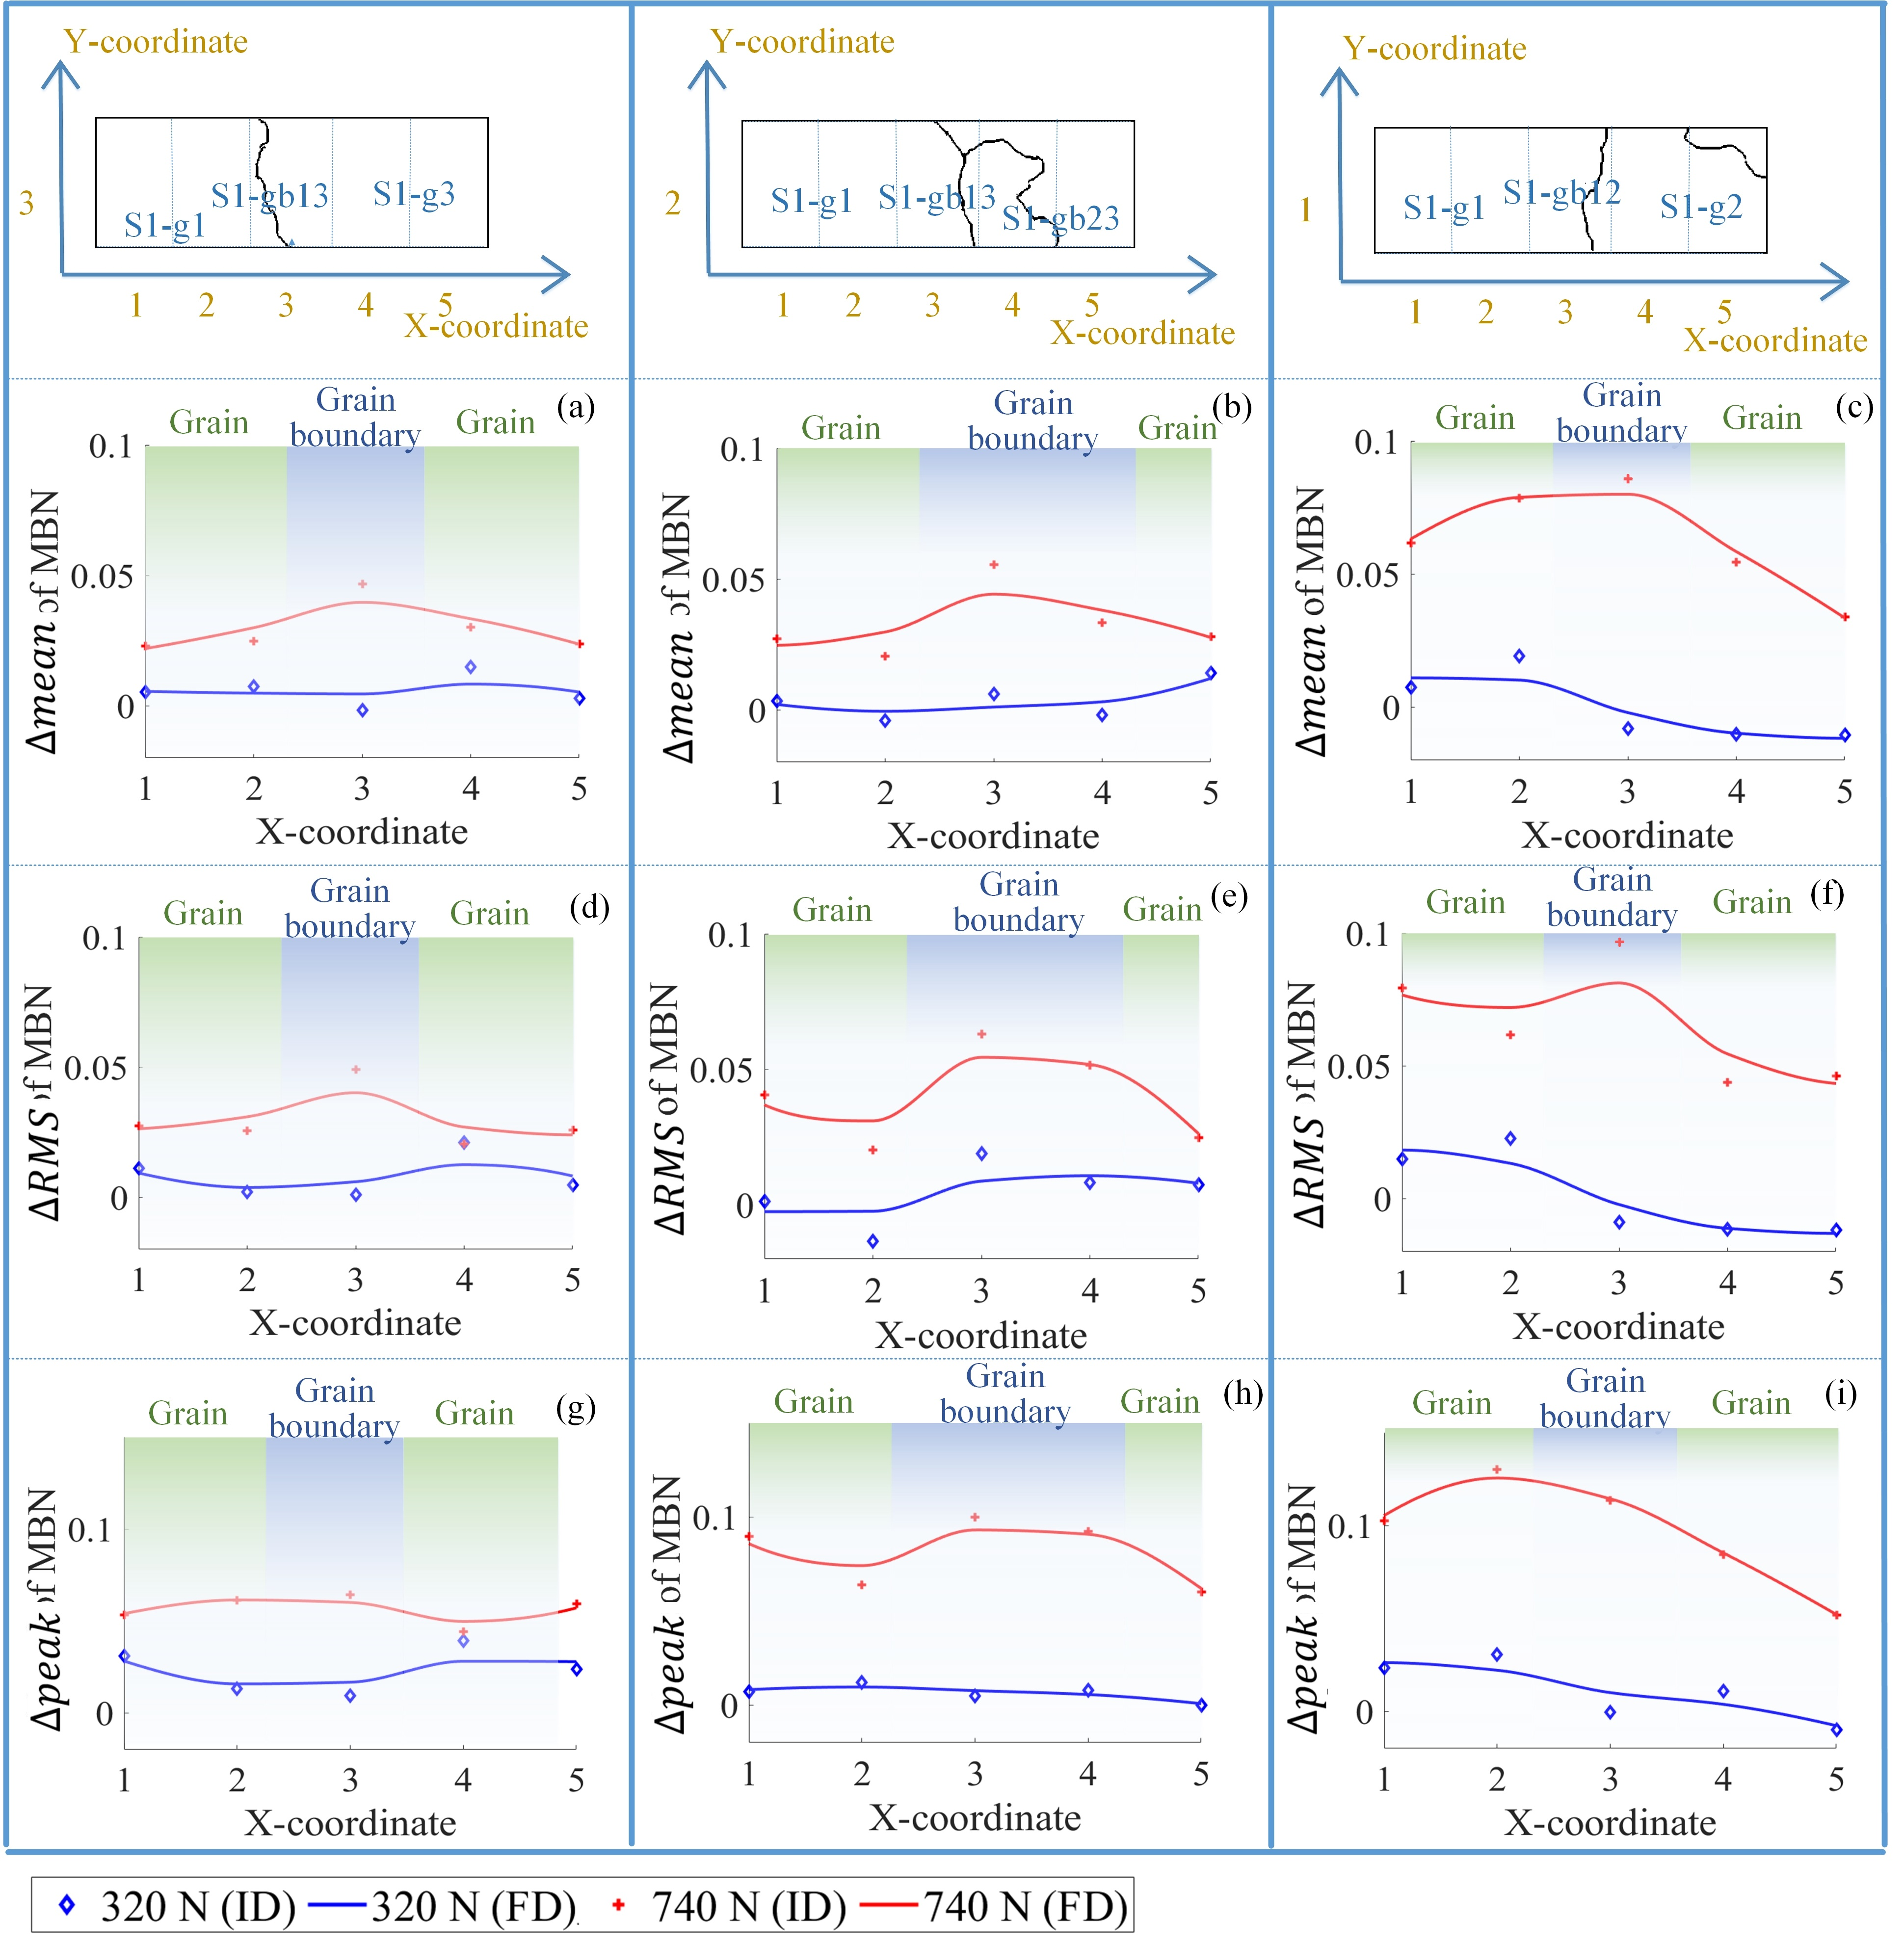 Y-coordinate
3
S1-g1
S1-gb13
S1-g3
1 2 3 4 5
X-coordinate
Y-coordinate
2
S1-g1
S1-gb13
S1-gb23
1 2 3 4 5
X-coordinate
Y-coordinate
1
S1-g1
S1-gb12
S1-g2
1 2 3 4 5
X-coordinate
Grain
Grain
boundary
Grain
(a)
0.1
0.05
0
Δmean of MBN
1 2 3 4 5
X-coordinate
Grain
Grain
boundary
Grain
(b)
0.1
0.05
0
Δmean of MBN
1 2 3 4 5
X-coordinate
Grain
Grain
boundary
Grain
(c)
0.1
0.05
0
Δmean of MBN
1 2 3 4 5
X-coordinate
Grain
Grain
boundary
Grain
(d)
0.1
0.05
0
ΔRMS of MBN
1 2 3 4 5
X-coordinate
Grain
Grain
boundary
Grain
(e)
0.1
0.05
0
ΔRMS of MBN
1 2 3 4 5
X-coordinate
Grain
Grain
boundary
Grain
(f)
0.1
0.05
0
ΔRMS of MBN
1 2 3 4 5
X-coordinate
Grain
Grain
boundary
Grain
(g)
0.1
0
Δpeak of MBN
1 2 3 4 5
X-coordinate
Grain
Grain
boundary
Grain
(h)
0.1
0
Δpeak of MBN
1 2 3 4 5
X-coordinate
Grain
Grain
boundary
Grain
(i)
0.1
0
Δpeak of MBN
1 2 3 4 5
X-coordinate
320 N (ID) 320 N (FD) 740 N (ID) 740 N (FD)